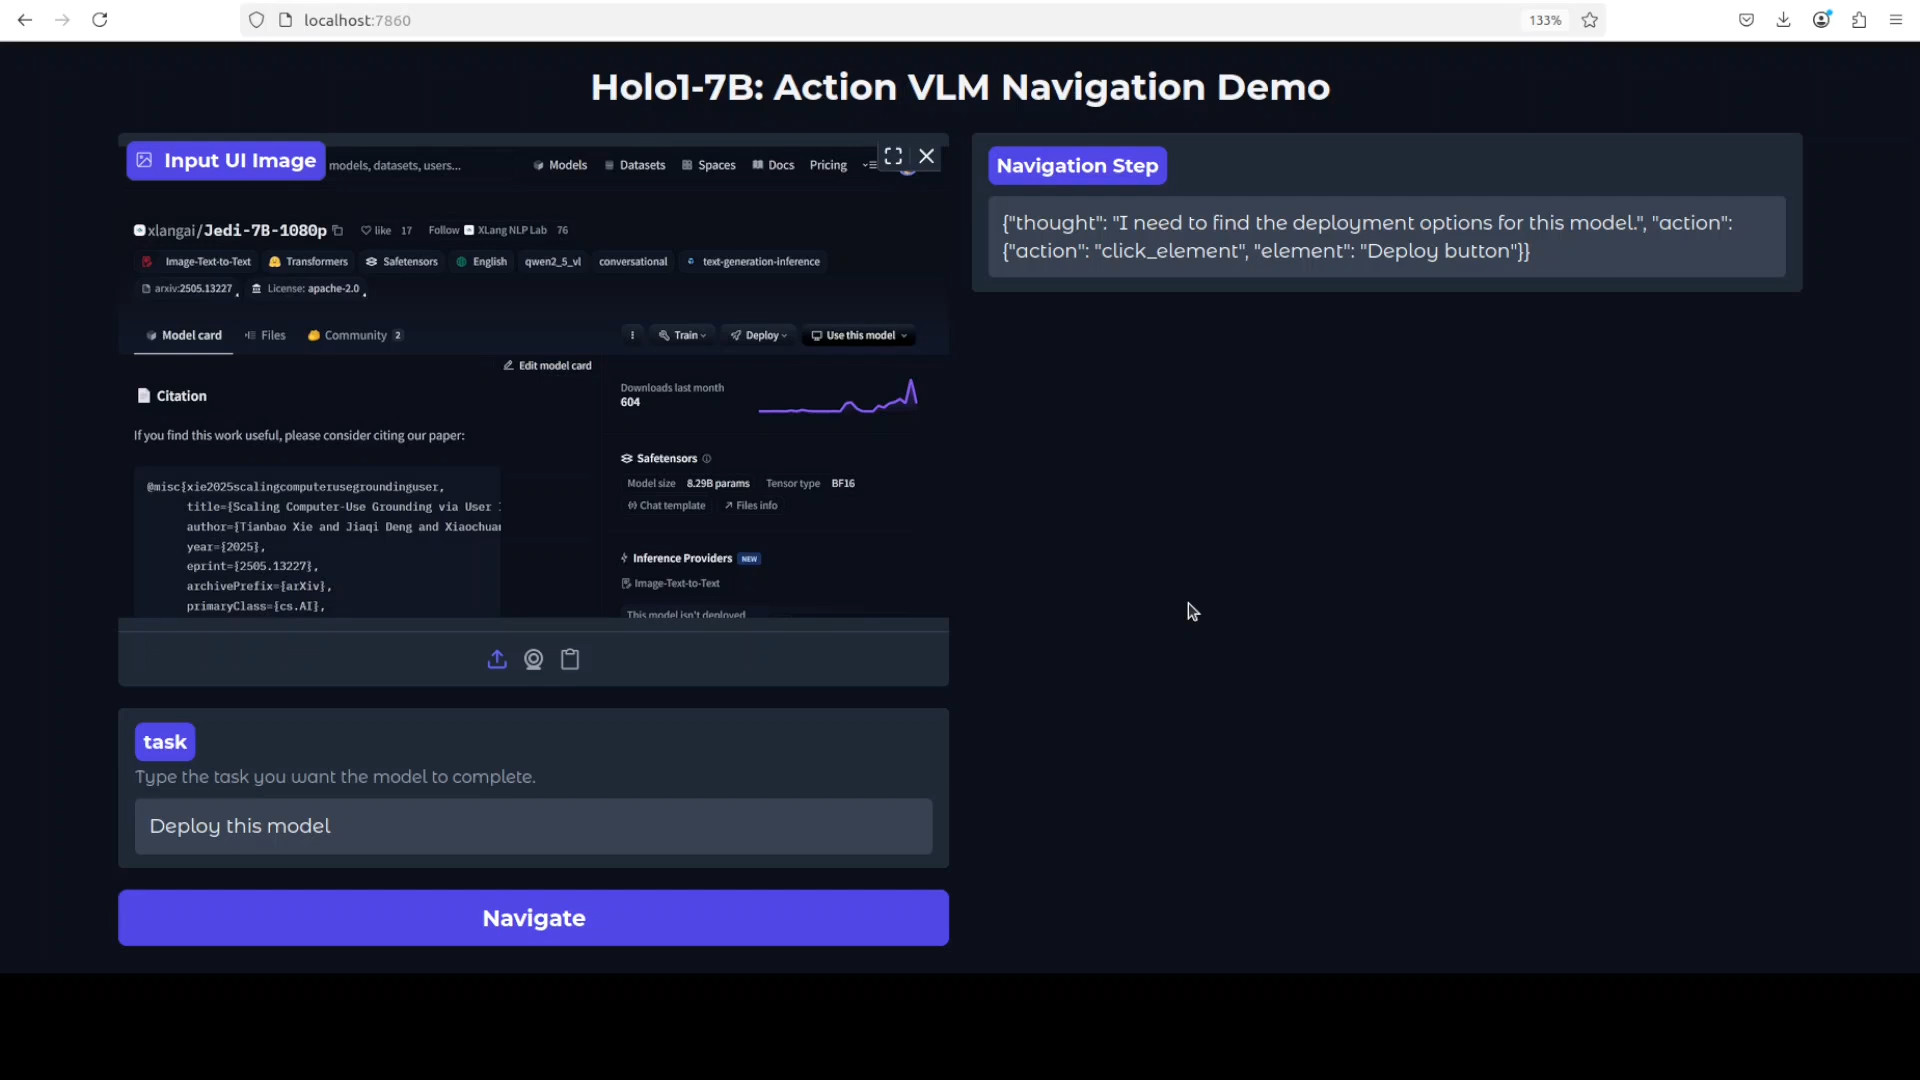 localhost:7860
133%
Holo1-7B: Action VLM Navigation Demo
Input UI Image
models, datasets, users...
Models
Datasets
Spaces
Docs
Pricing
xlangai/Jedi-7B-1080p
like 17
Follow
XLang NLP Lab 76
Image-Text-to-Text
Transformers
Safetensors
English
qwen2_5_vl
conversational
text-generation-inference
arxiv:2505.13227
License: apache-2.0
Model card
Files
Community 2
Train
Deploy
Use this model
Edit model card
Citation
If you find this work useful, please consider citing our paper:
@misc{xie2025scalingcomputerusegroundinguser,
title={Scaling Computer-Use Grounding via User
author={Tianbao Xie and Jiaqi Deng and Xiaochua
year={2025},
eprint={2505.13227},
archivePrefix={arXiv},
primaryClass={cs.AI},
Downloads last month
604
Safetensors
Model size 8.29B params Tensor type BF16
Chat template
Files info
Inference Providers NEW
Image-Text-to-Text
This model isn't deployed
task
Type the task you want the model to complete.
Deploy this model
Navigate
Navigation Step
{"thought": "I need to find the deployment options for this model.", "action":
{"action": "click_element", "element": "Deploy button"}}